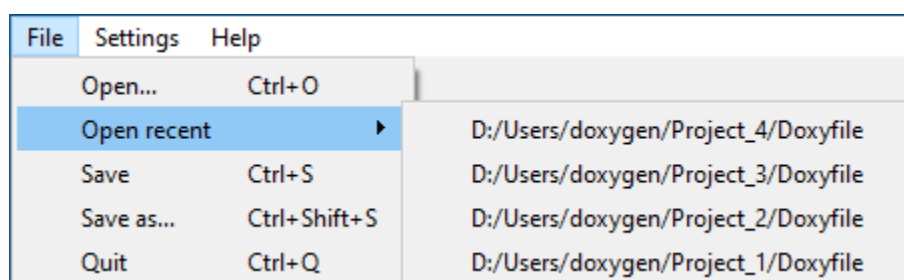 File Settings Help
Open... Ctrl+O
Open recent D:/Users/doxygen/Project_4/Doxyfile
Save Ctrl+S D:/Users/doxygen/Project_3/Doxyfile
Save as... Ctrl+Shift+S D:/Users/doxygen/Project_2/Doxyfile
Quit Ctrl+Q D:/Users/doxygen/Project_1/Doxyfile